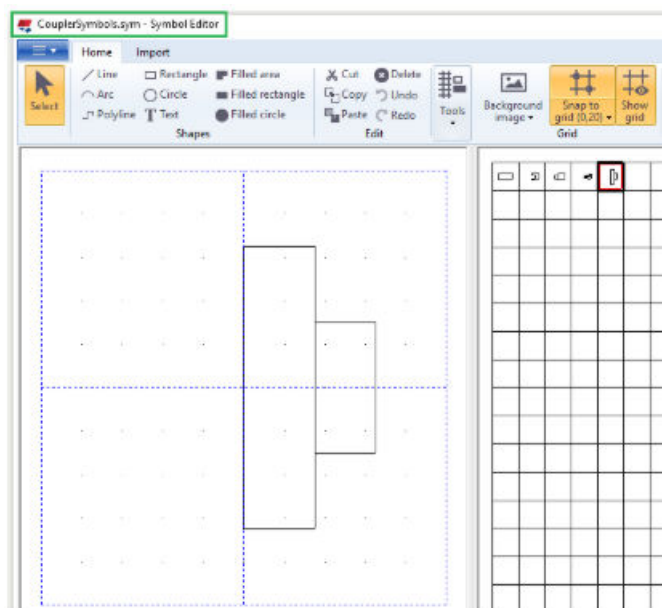 CouplerSymbols.sym - Symbol Editor
Home Import
Select
Line Rectangle Filled area
Arc Circle Filled rectangle
Polyline Text Filled circle
Shapes
Cut Delete
Copy Undo
Paste Redo
Edit
Tools
Background image
Snap to grid (0,20)
Show grid
Grid